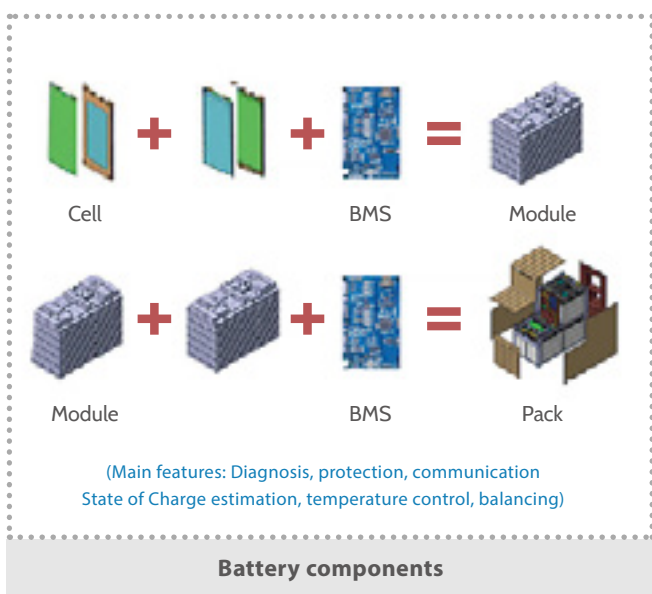 Cell
BMS
Module
Module
BMS
Pack
(Main features: Diagnosis, protection, communication
State of Charge estimation, temperature control, balancing)
Battery components